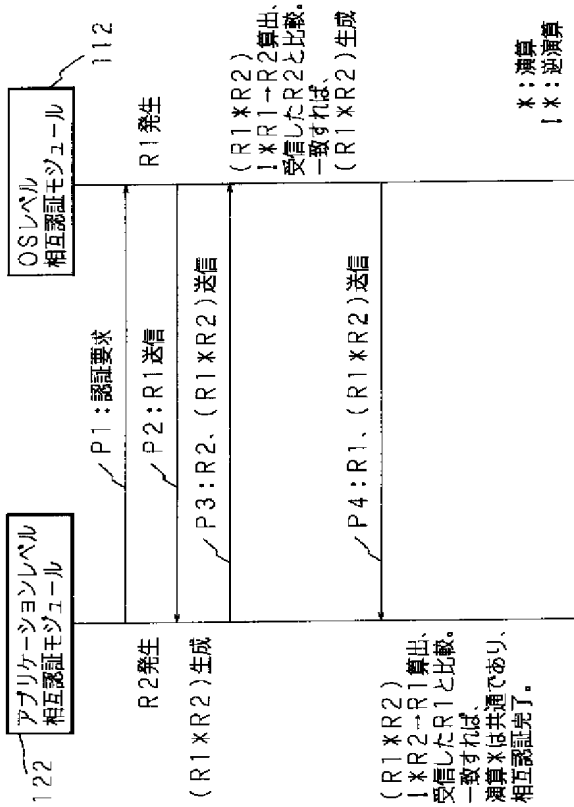 122
アプリケーションレベル
相互認証モジュール
OSレベル
相互認証モジュール
112
P1：認証要求
R1発生
P2：R1送信
R2発生
(R1＊R2)生成
P3：R2、(R1＊R2)送信
(R1＊R2)
!＊R1→R2算出、
受信したR2と比較。
一致すれば、
(R1＊R2)生成
P4：R1、(R1＊R2)送信
(R1＊R2)
!＊R2→R1算出、
受信したR1と比較。
一致すれば、
演算＊は共通であり、
相互認証完了。
＊：演算
!＊：逆演算